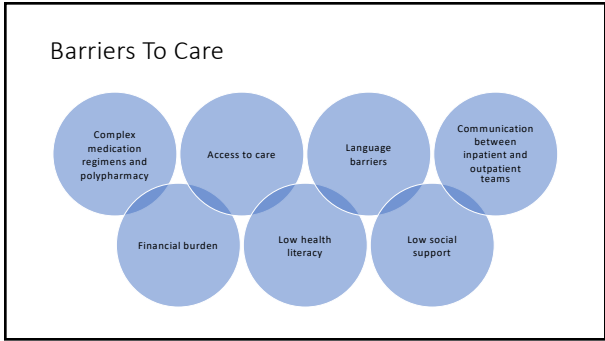 Barriers To Care
Complex
medication
regimens and
polypharmacy
Access to care
Language
barriers
Communication
between
inpatient and
outpatient
teams
Financial burden
Low health
literacy
Low social
support